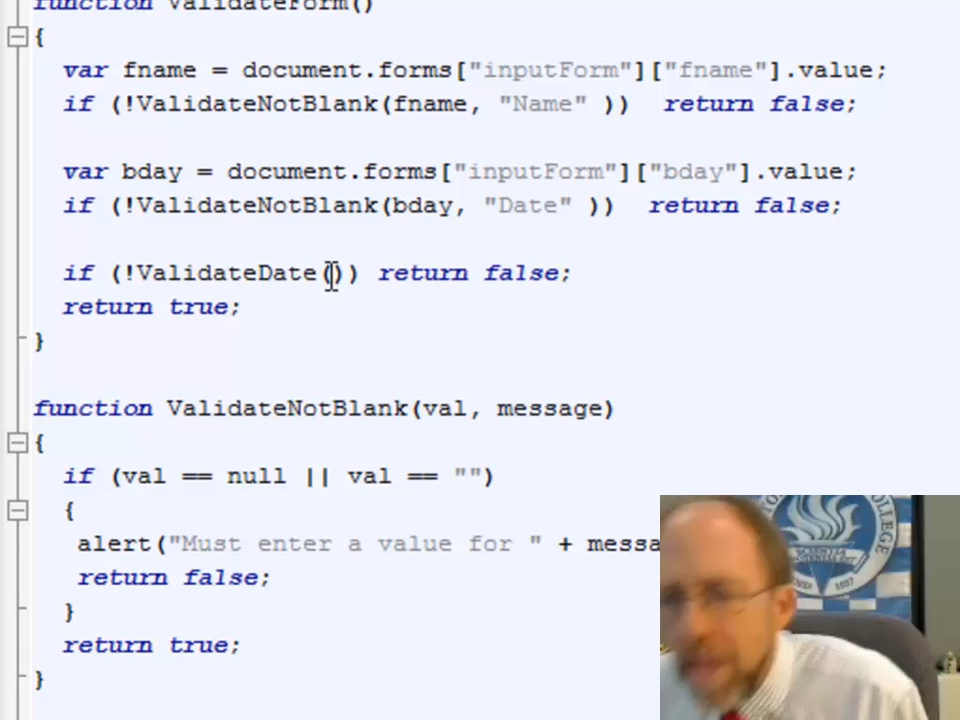 function ValidateForm()
{
var fname = document.forms["inputForm"]["fname"].value;
if (!ValidateNotBlank(fname, "Name" )) return false;
var bday = document.forms["inputForm"]["bday"].value;
if (!ValidateNotBlank(bday, "Date" )) return false;
if (!ValidateDate()) return false;
return true;
}
function ValidateNotBlank(val, message)
{
if (val == null || val == "")
{
alert("Must enter a value for " + messa
return false;
}
return true;
}
COLLEGE
1857